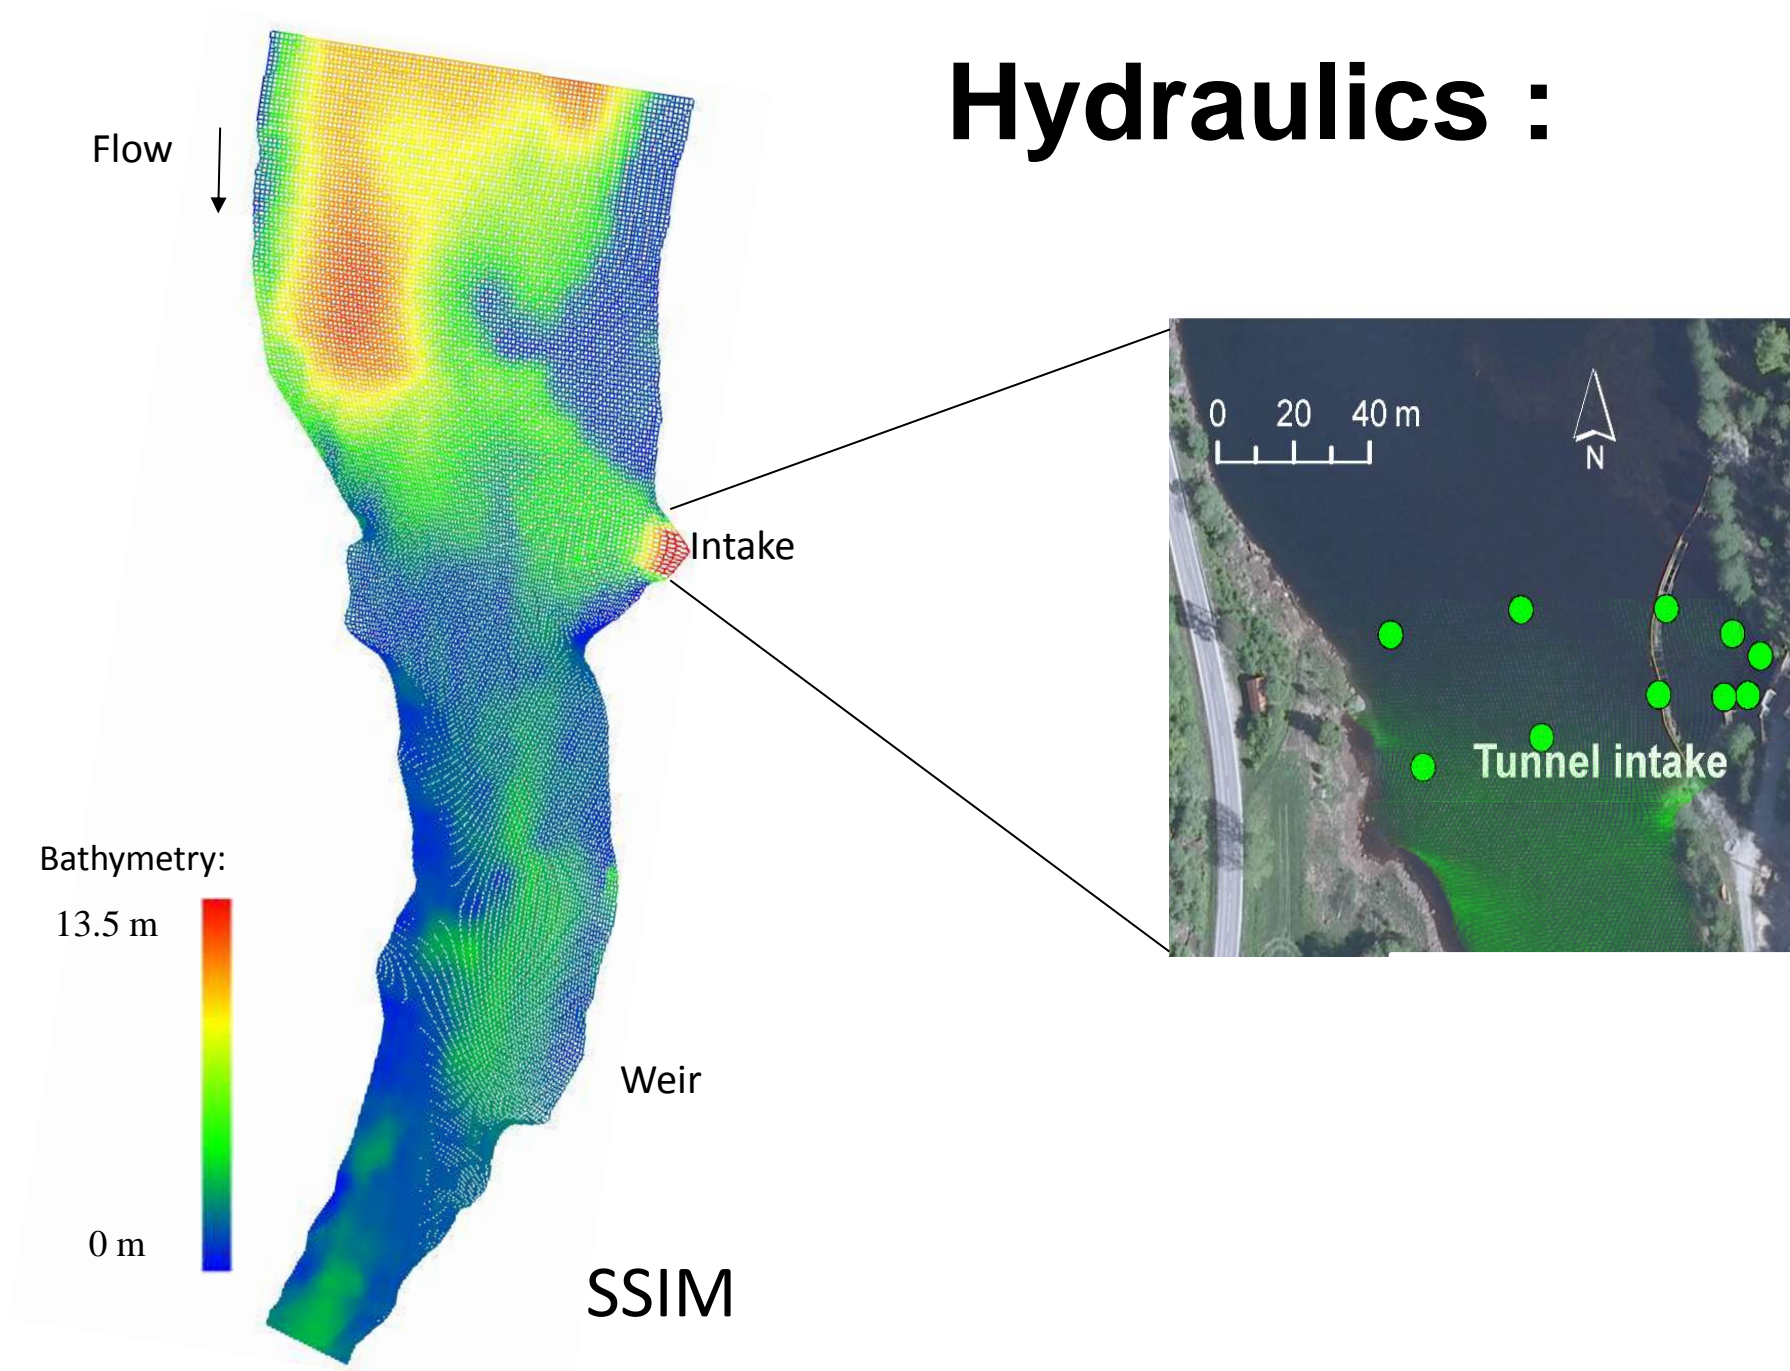 Hydraulics :
Flow
Intake
0 20 40 m
N
Tunnel intake
Bathymetry:
13.5 m
0 m
Weir
SSIM